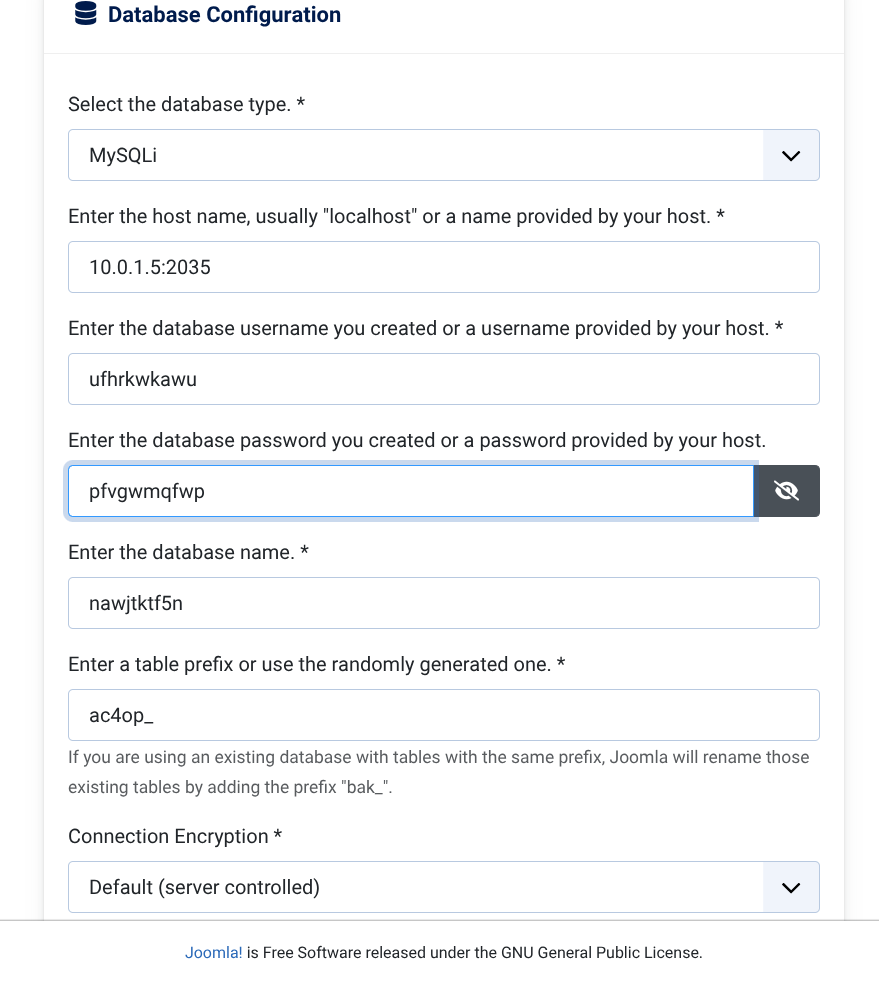 Database Configuration
Select the database type. *
MySQLi
Enter the host name, usually "localhost" or a name provided by your host. *
10.0.1.5:2035
Enter the database username you created or a username provided by your host. *
ufhrkwkawu
Enter the database password you created or a password provided by your host.
pfvgwmqfwp
Enter the database name. *
nawjtktf5n
Enter a table prefix or use the randomly generated one. *
ac4op_
If you are using an existing database with tables with the same prefix, Joomla will rename those
existing tables by adding the prefix "bak_".
Connection Encryption *
Default (server controlled)
Joomla! is Free Software released under the GNU General Public License.